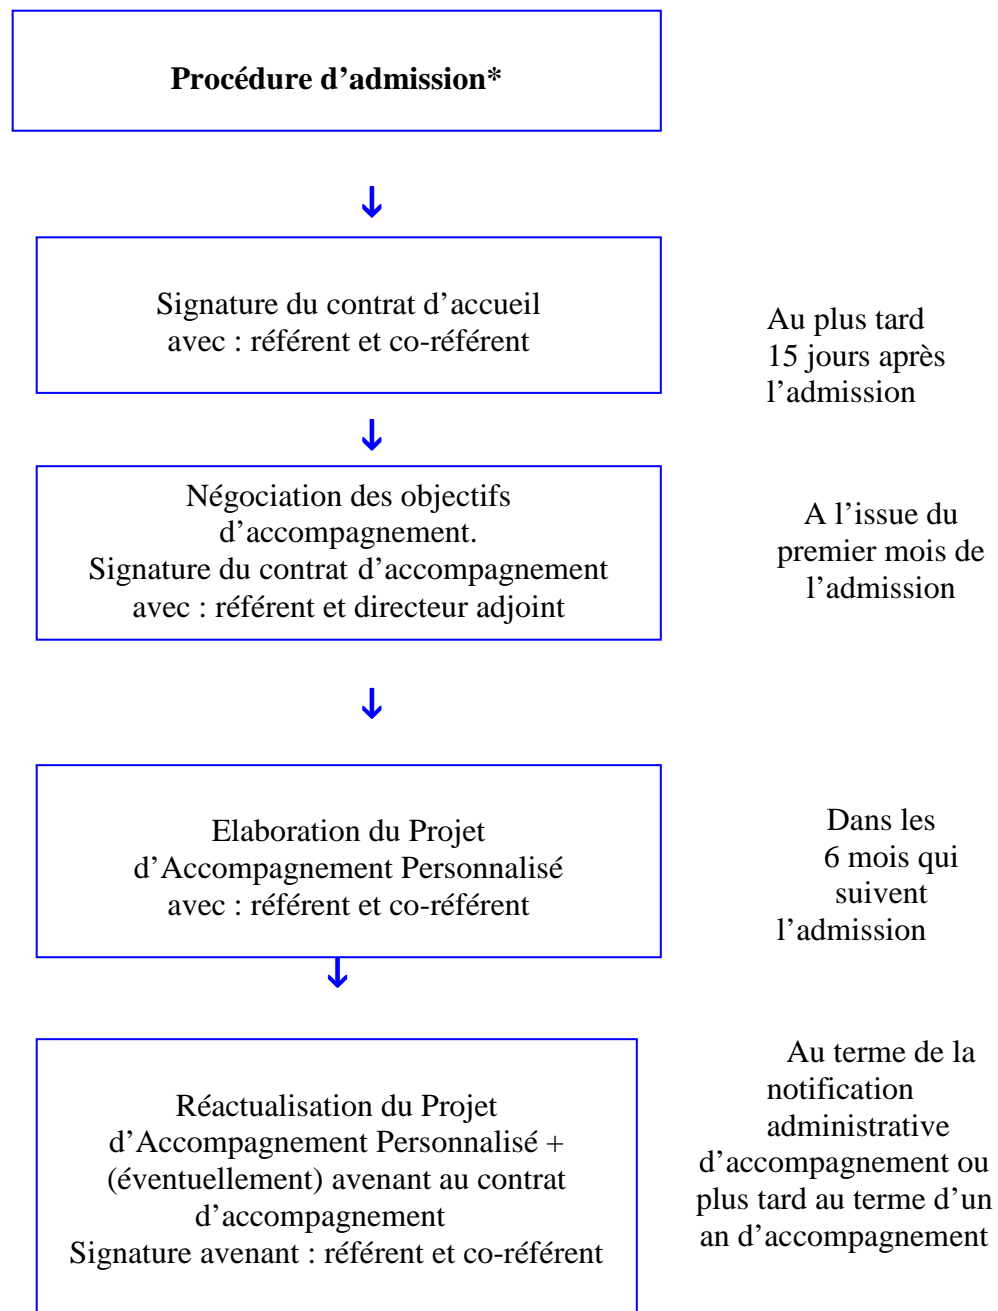 Procédure d’admission*
↓
Signature du contrat d’accueil
avec : référent et co-référent
Au plus tard
15 jours après
l’admission
↓
Négociation des objectifs
d’accompagnement.
Signature du contrat d’accompagnement
avec : référent et directeur adjoint
A l’issue du
premier mois de
l’admission
↓
Elaboration du Projet
d’Accompagnement Personnalisé
avec : référent et co-référent
Dans les
6 mois qui
suivent
l’admission
↓
Réactualisation du Projet
d’Accompagnement Personnalisé +
(éventuellement) avenant au contrat
d’accompagnement
Signature avenant : référent et co-référent
Au terme de la
notification
administrative
d’accompagnement ou
plus tard au terme d’un
an d’accompagnement